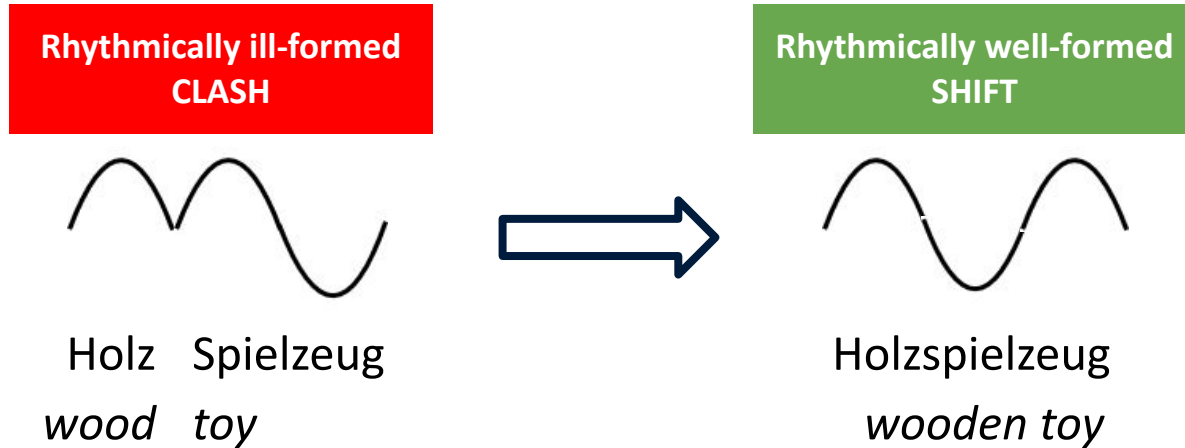 Rhythmically ill-formed
CLASH
Rhythmically well-formed
SHIFT
Holz Spielzeug
wood toy
Holzspielzeug
wooden toy